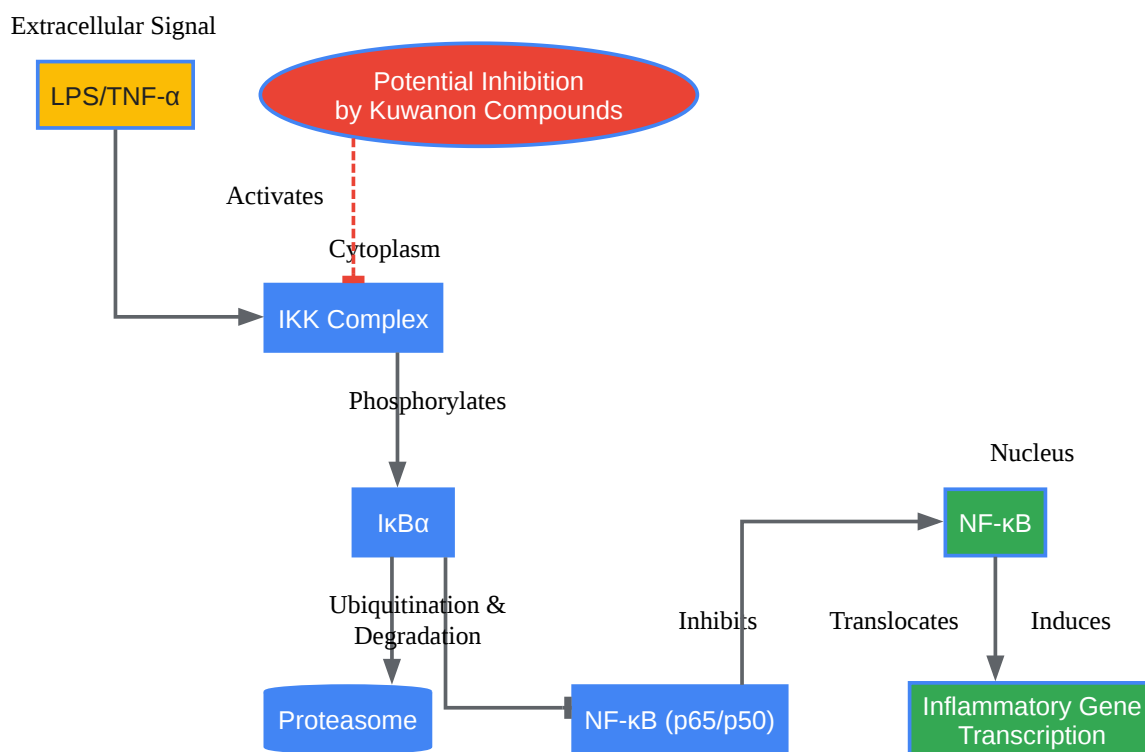 Extracellular Signal
LPS/TNF-α
Potential Inhibition
by Kuwanon Compounds
Activates
Cytoplasm
IKK Complex
Phosphorylates
Nucleus
IκBα
NF-κB
Ubiquitination &
Degradation
Inhibits
Translocates
Induces
Proteasome
NF-κB (p65/p50)
Inflammatory Gene
Transcription